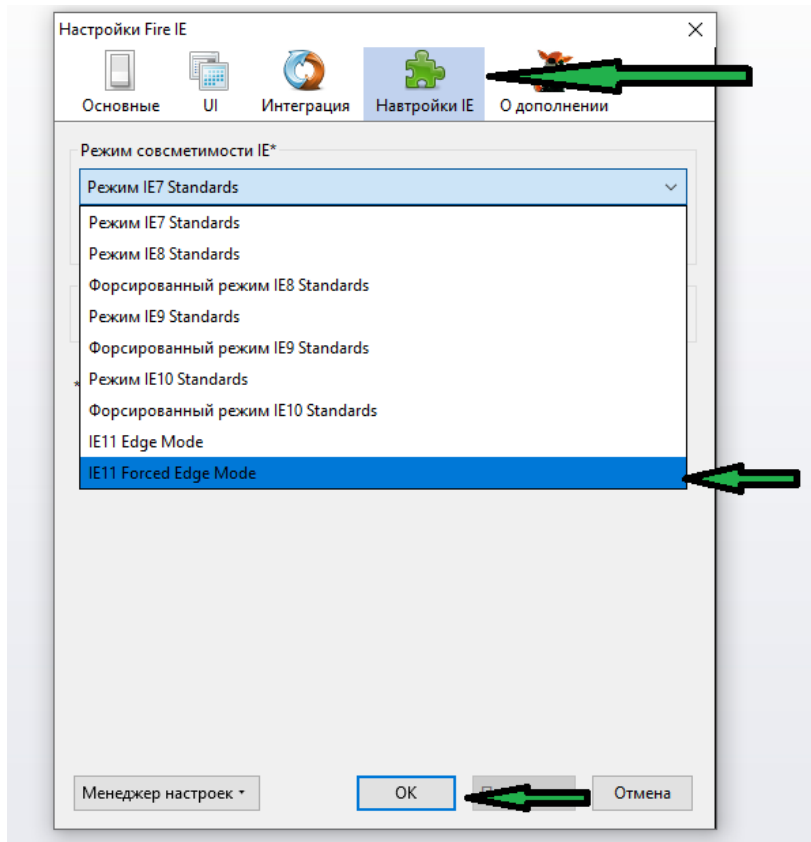 Настройки Fire IE
Основные UI Интеграция Навтройки IE О дополнении
Режим совсметимости IE*
Режим IE7 Standards
Режим IE7 Standards
Режим IE8 Standards
Форсированный режим IE8 Standards
Режим IE9 Standards
Форсированный режим IE9 Standards
Режим IE10 Standards
Форсированный режим IE10 Standards
IE11 Edge Mode
IE11 Forced Edge Mode
*
Менеджер настроек OK Отмена